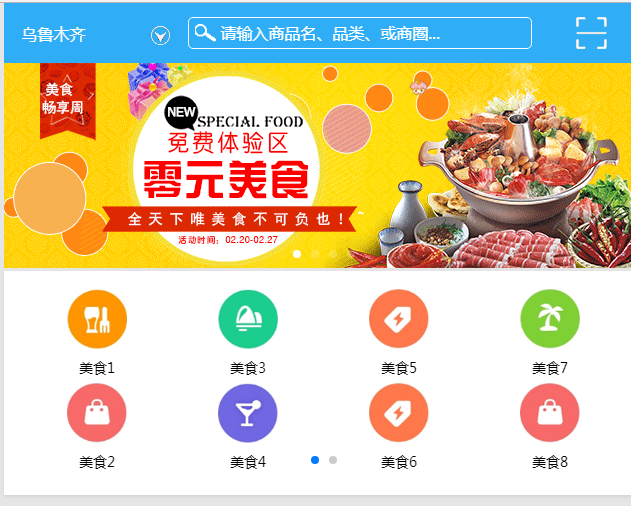 乌鲁木齐
请输入商品名、品类、或商圈...
美食
畅享周
NEW
SPECIAL FOOD
免费体验区
零元美食
全天下唯美食不可负也！
活动时间：02.20-02.27
美食1
美食3
美食5
美食7
美食2
美食4
美食6
美食8